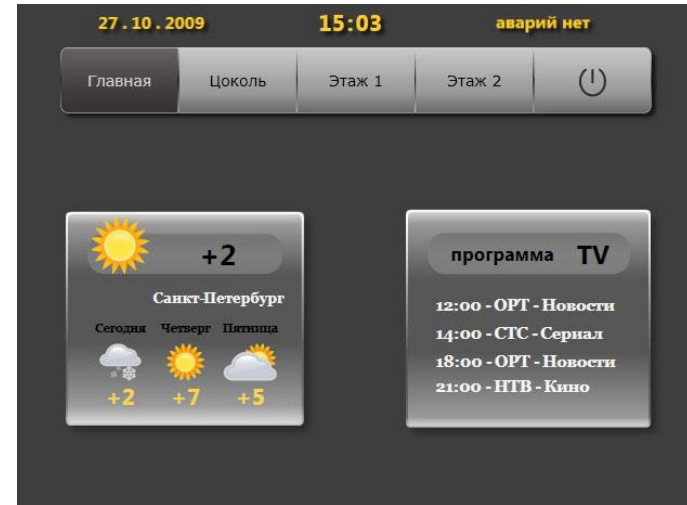 27 . 10 . 2009 15:03 аварий нет
Главная Цоколь Этаж 1 Этаж 2
+2
Санкт-Петербург
Сегодня Четверг Пятница
+2 +7 +5
программа TV
12:00 - ОРТ - Новости
14:00 - СТС - Сериал
18:00 - ОРТ - Новости
21:00 - НТВ - Кино